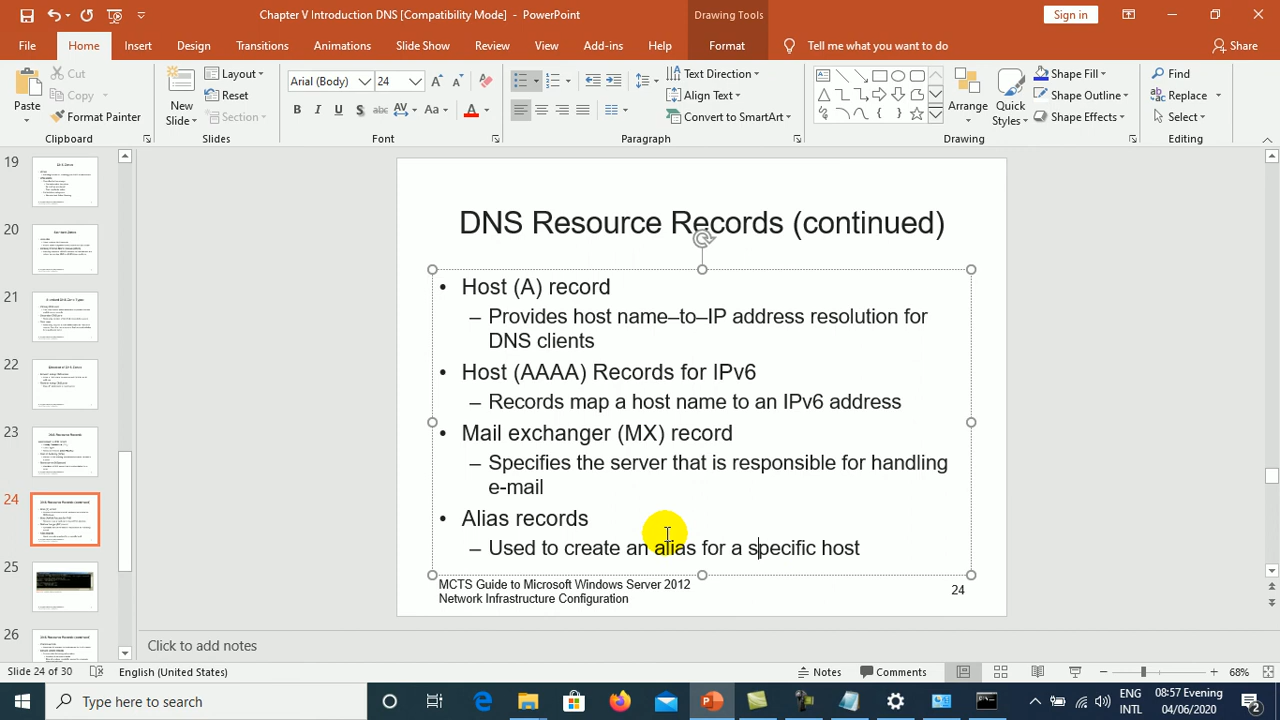 Chapter V Introduction DNS [Compatibility Mode] - PowerPoint
Drawing Tools
Sign in
File Home Insert Design Transitions Animations Slide Show Review View Add-ins Help Format Tell me what you want to do Share
Paste
Cut
Copy
Format Painter
New Slide
Layout
Reset
Section
Arial (Body) 24
B I U S abc AV Aa A
Text Direction
Align Text
Convert to SmartArt
Arrange
Quick Styles
Shape Fill
Shape Outline
Shape Effects
Find
Replace
Select
Clipboard Slides Font Paragraph Drawing Editing
19
20
21
22
23
24
25
26
DNS Resource Records (continued)
• Host (A) record
– Provides host name–to–IP address resolution for
DNS clients
• Host (AAAA) Records for IPv6
– Records map a host name to an IPv6 address
• Mail exchanger (MX) record
– Specifies the server that is responsible for handling
e-mail
• Alias records
– Used to create an alias for a specific host
MCTS Guide to Microsoft Windows Server 2012
Network Infrastructure Configuration
24
Click to add notes
Slide 24 of 30 English (United States) Notes Comments 68%
Type here to search
ENG
INTL
08:57 Evening
04/06/2020
2